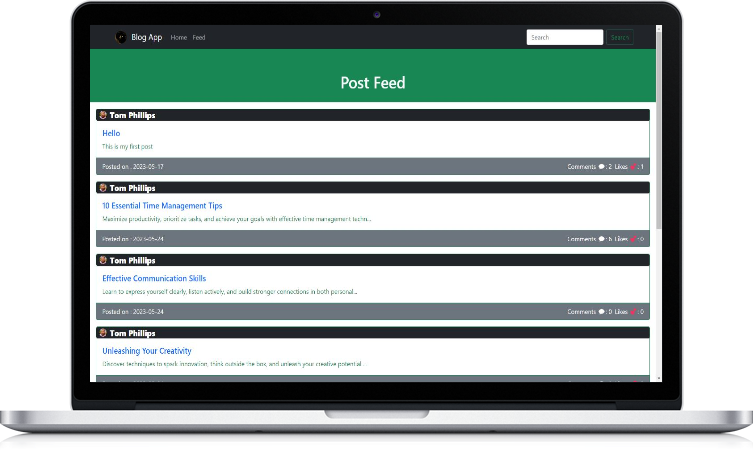 Blog App Home Feed Search Search
Post Feed
Tom Phillips
Hello
This is my first post
Posted on : 2023-05-17 Comments : 2 Likes : 1
Tom Phillips
10 Essential Time Management Tips
Maximize productivity, prioritize tasks, and achieve your goals with effective time management techn...
Posted on : 2023-05-24 Comments : 6 Likes : 0
Tom Phillips
Effective Communication Skills
Learn to express yourself clearly, listen actively, and build stronger connections in both personal...
Posted on : 2023-05-24 Comments : 0 Likes : 0
Tom Phillips
Unleashing Your Creativity
Discover techniques to spark innovation, think outside the box, and unleash your creative potential....